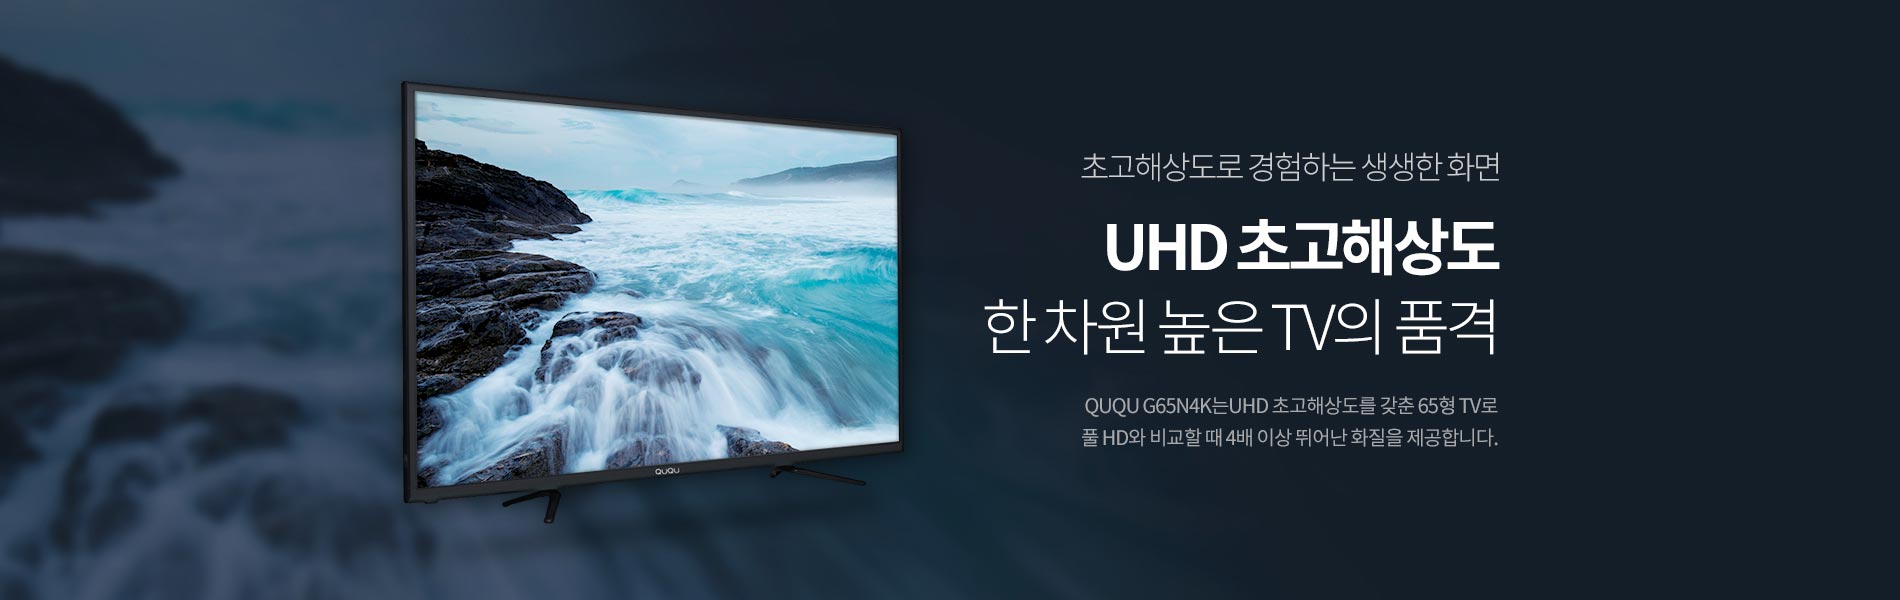 초고해상도로 경험하는 생생한 화면
UHD 초고해상도
한 차원 높은 TV의 품격
QUQU G65N4K는UHD 초고해상도를 갖춘 65형 TV로
풀 HD와 비교할 때 4배 이상 뛰어난 화질을 제공합니다.
QUQU